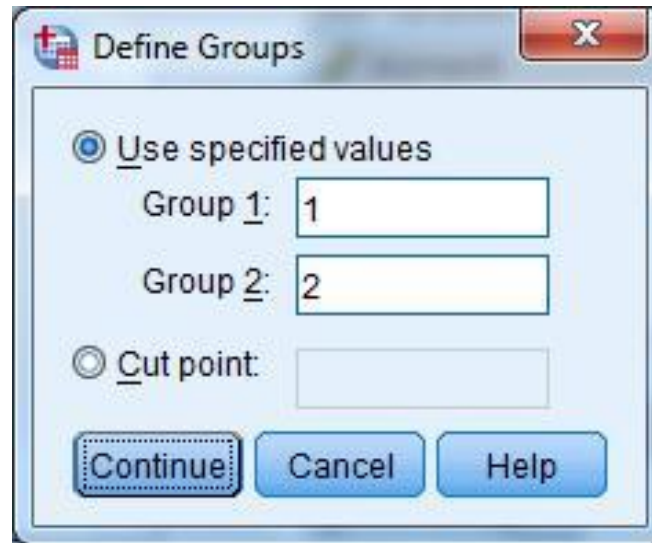 Define Groups
Use specified values
Group 1: 1
Group 2: 2
Cut point:
Continue Cancel Help